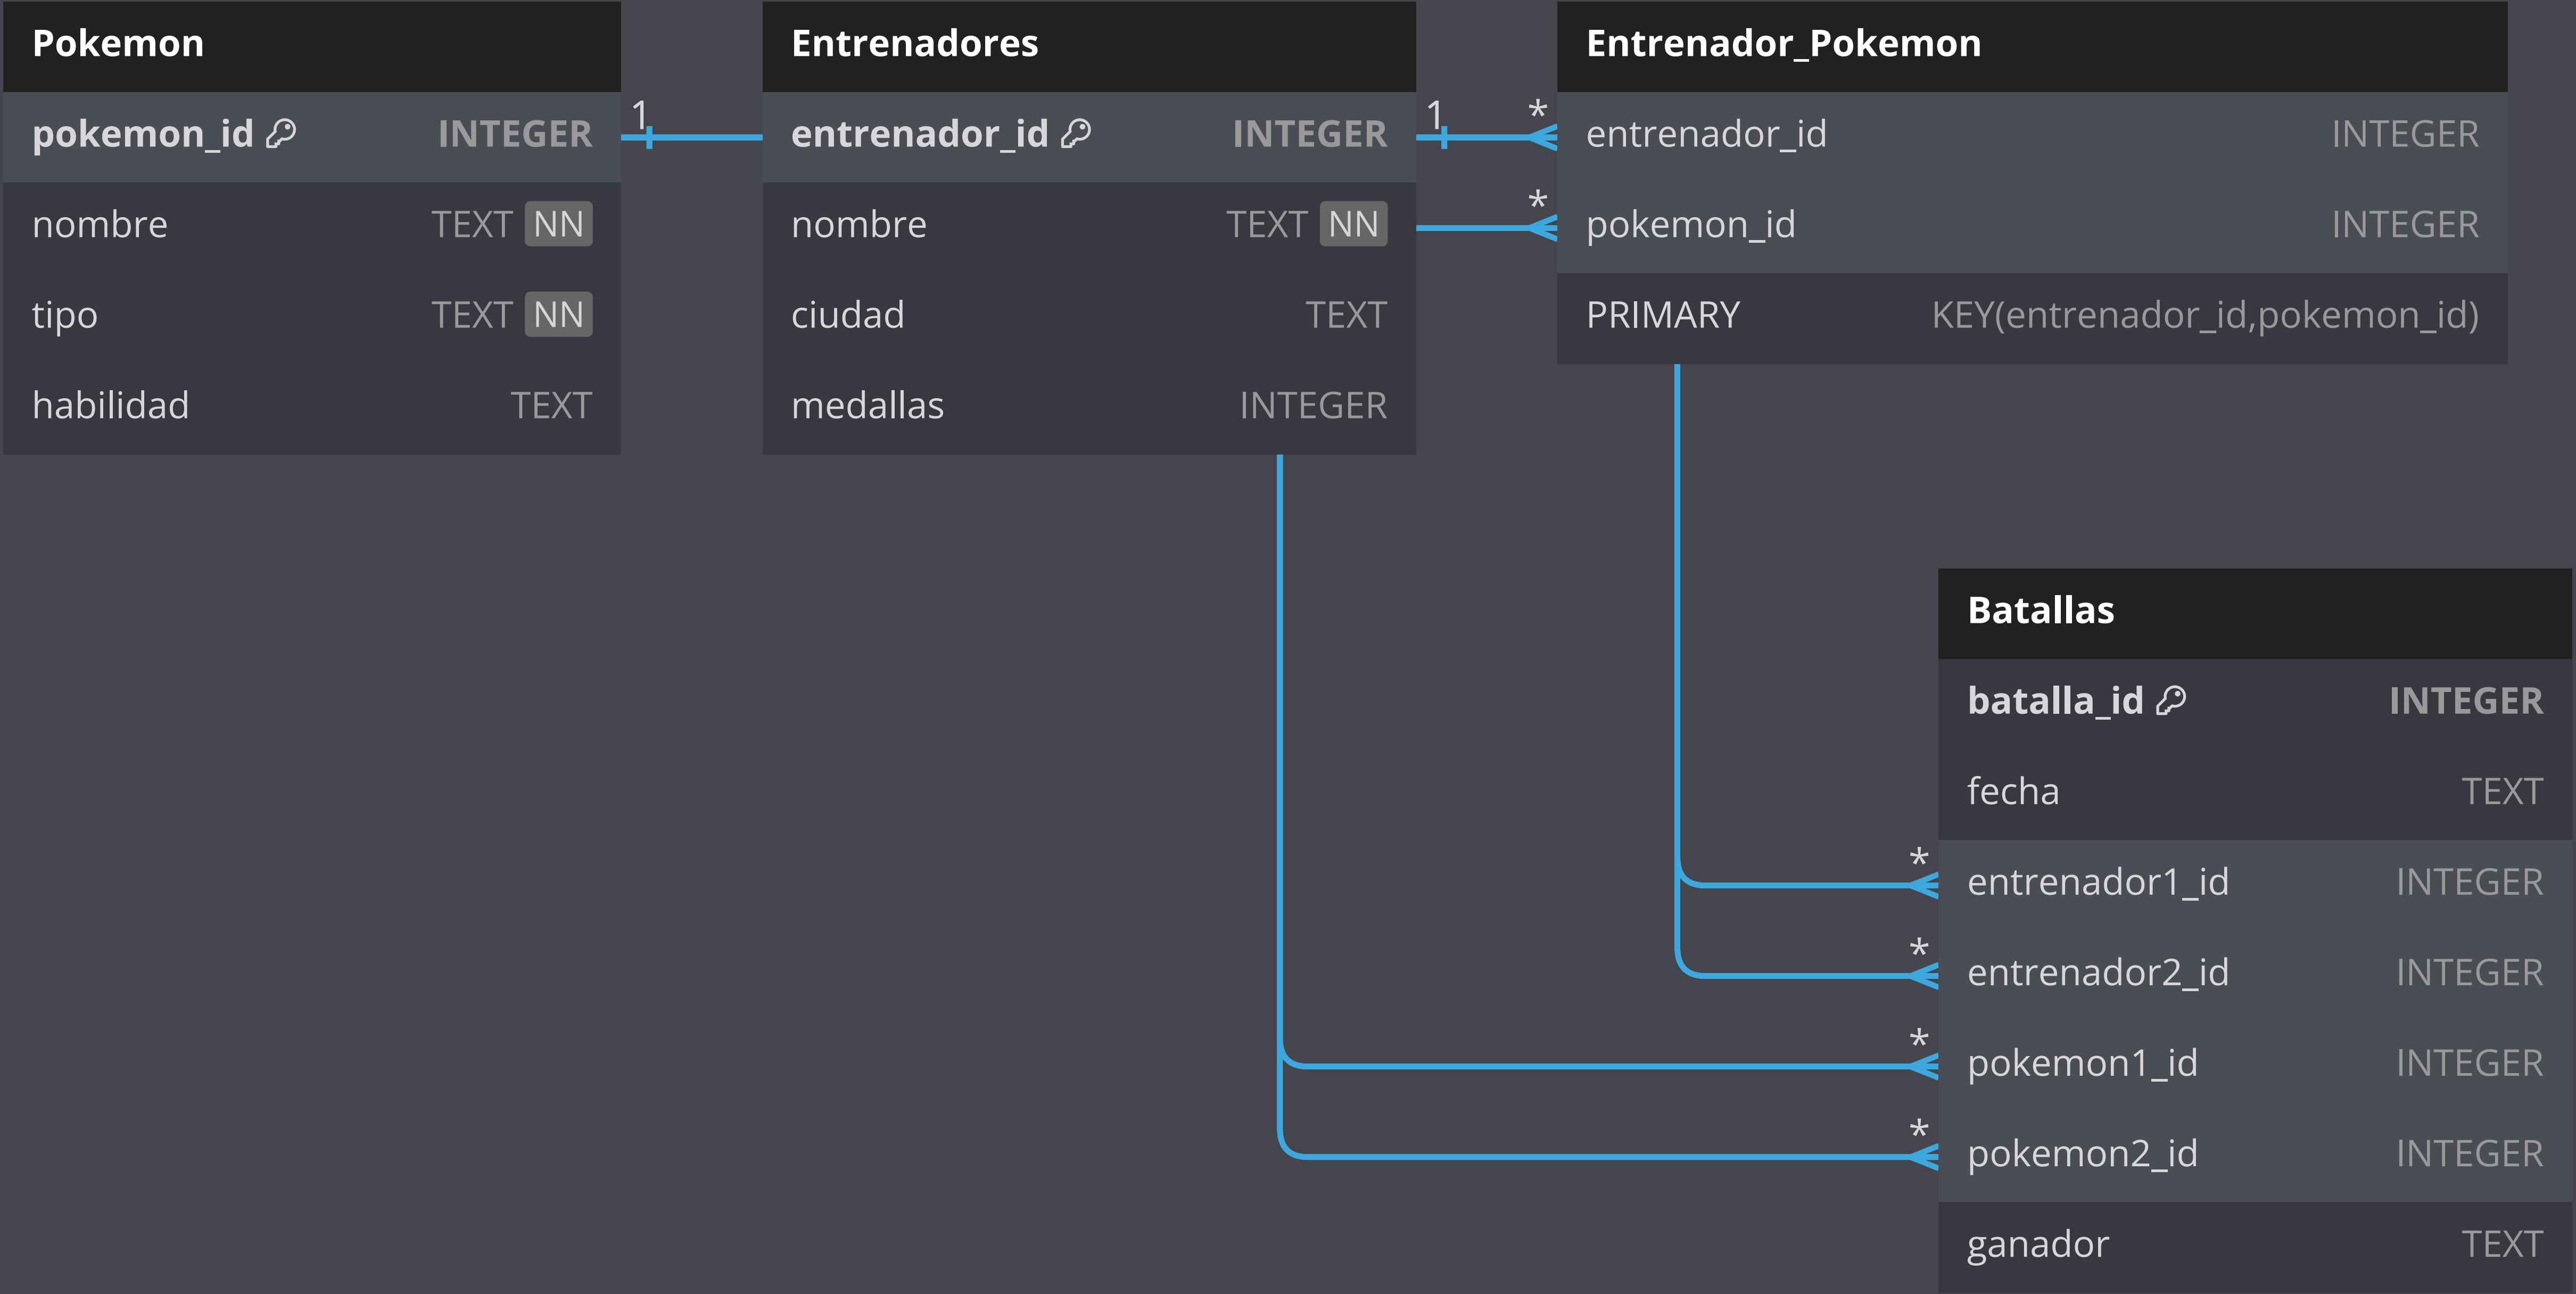 Pokemon
pokemon_id INTEGER
nombre TEXT NN
tipo TEXT NN
habilidad TEXT
1
Entrenadores
entrenador_id INTEGER
nombre TEXT NN
ciudad TEXT
medallas INTEGER
1 *
*
Entrenador_Pokemon
entrenador_id INTEGER
pokemon_id INTEGER
PRIMARY KEY(entrenador_id,pokemon_id)
Batallas
batalla_id INTEGER
fecha TEXT
* entrenador1_id INTEGER
* entrenador2_id INTEGER
* pokemon1_id INTEGER
* pokemon2_id INTEGER
ganador TEXT